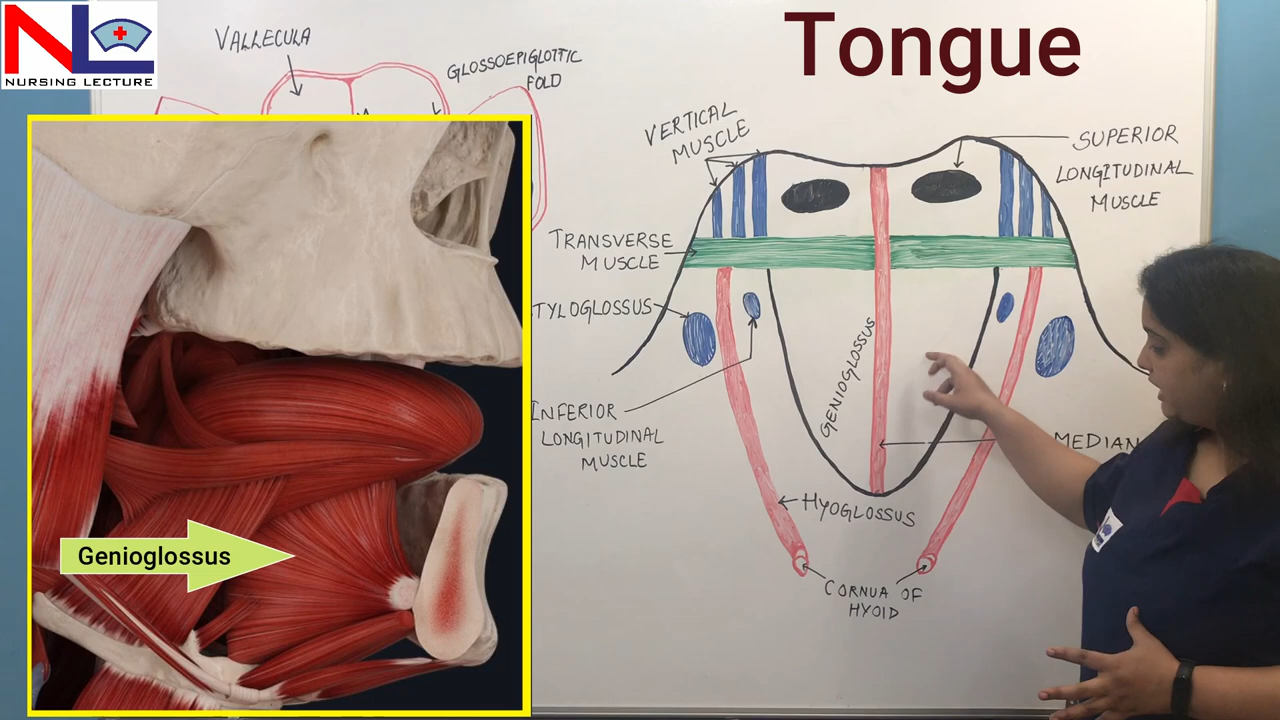 NL
NURSING LECTURE
Tongue
VALLECULA
GLOSSOEPIGLOTTIC
FOLD
VERTICAL
MUSCLE
SUPERIOR
LONGITUDINAL
MUSCLE
TRANSVERSE
MUSCLE
TYLOGLOSSUS
GENIOGLOSSUS
INFERIOR
LONGITUDINAL
MUSCLE
MEDIAN
HYOGLOSSUS
CORNUA OF
HYOID
Genioglossus